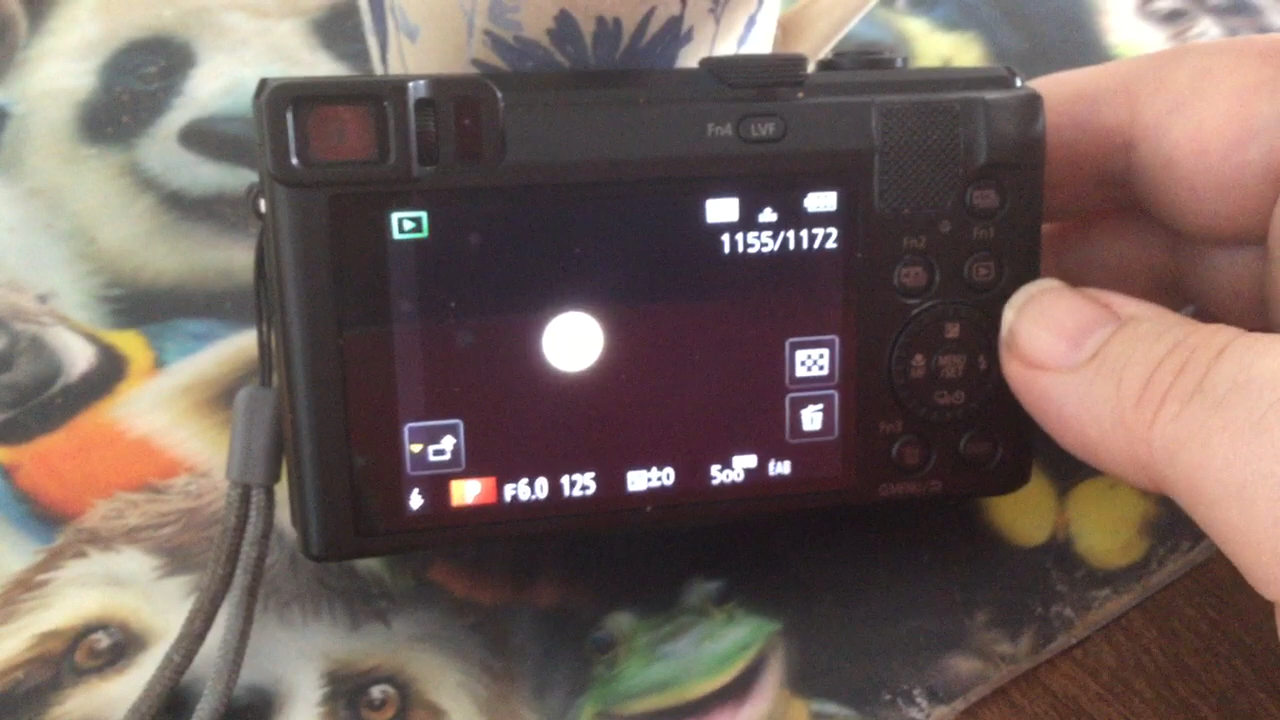 Fn4 LVF
1155/1172
Fn2 Fn1
MENU
/SET
Fn3
P F6.0 125 ±0 500